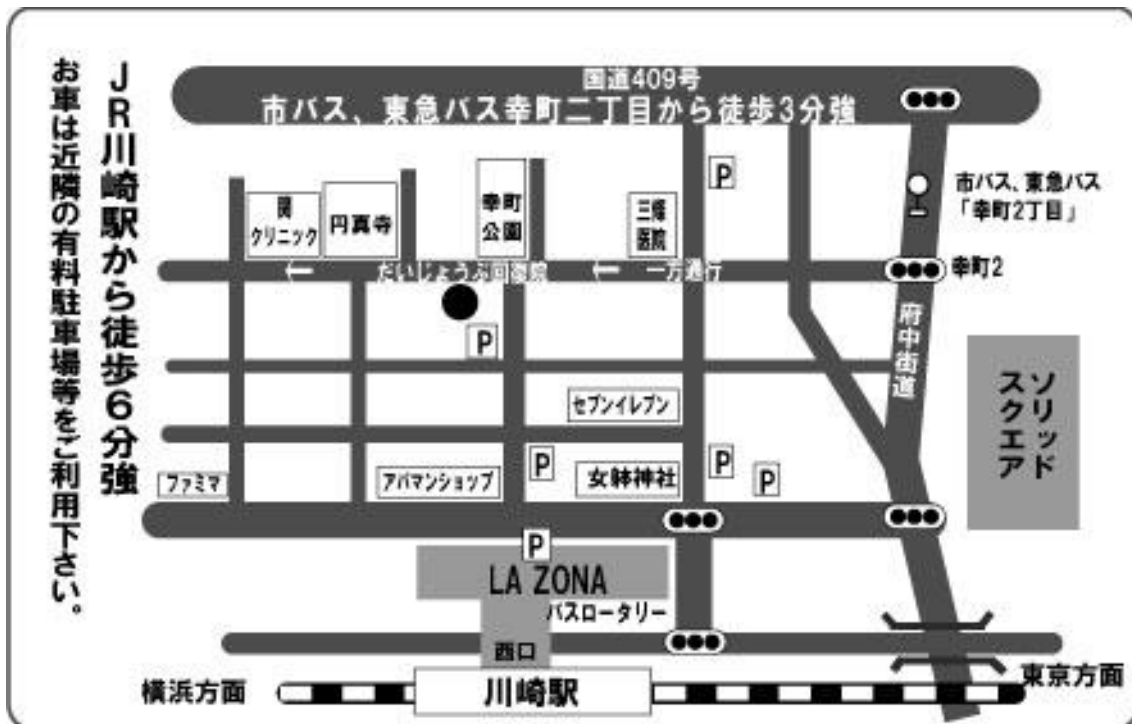 JR川崎駅から徒歩6分強
お車は近隣の有料駐車場等をご利用下さい。
国道409号
市バス、東急バス幸町二丁目から徒歩3分強
P
市バス、東急バス
「幸町2丁目」
関
クリニック
円真寺
幸町
公園
三條
医院
だいじょうぶ回復院
一方通行
幸町2
府中街道
P
ソリッド
スクエア
セブンイレブン
ファミマ
アパマンショップ
P
女躰神社
P
P
P
LA ZONA
バスロータリー
西口
横浜方面
川崎駅
東京方面